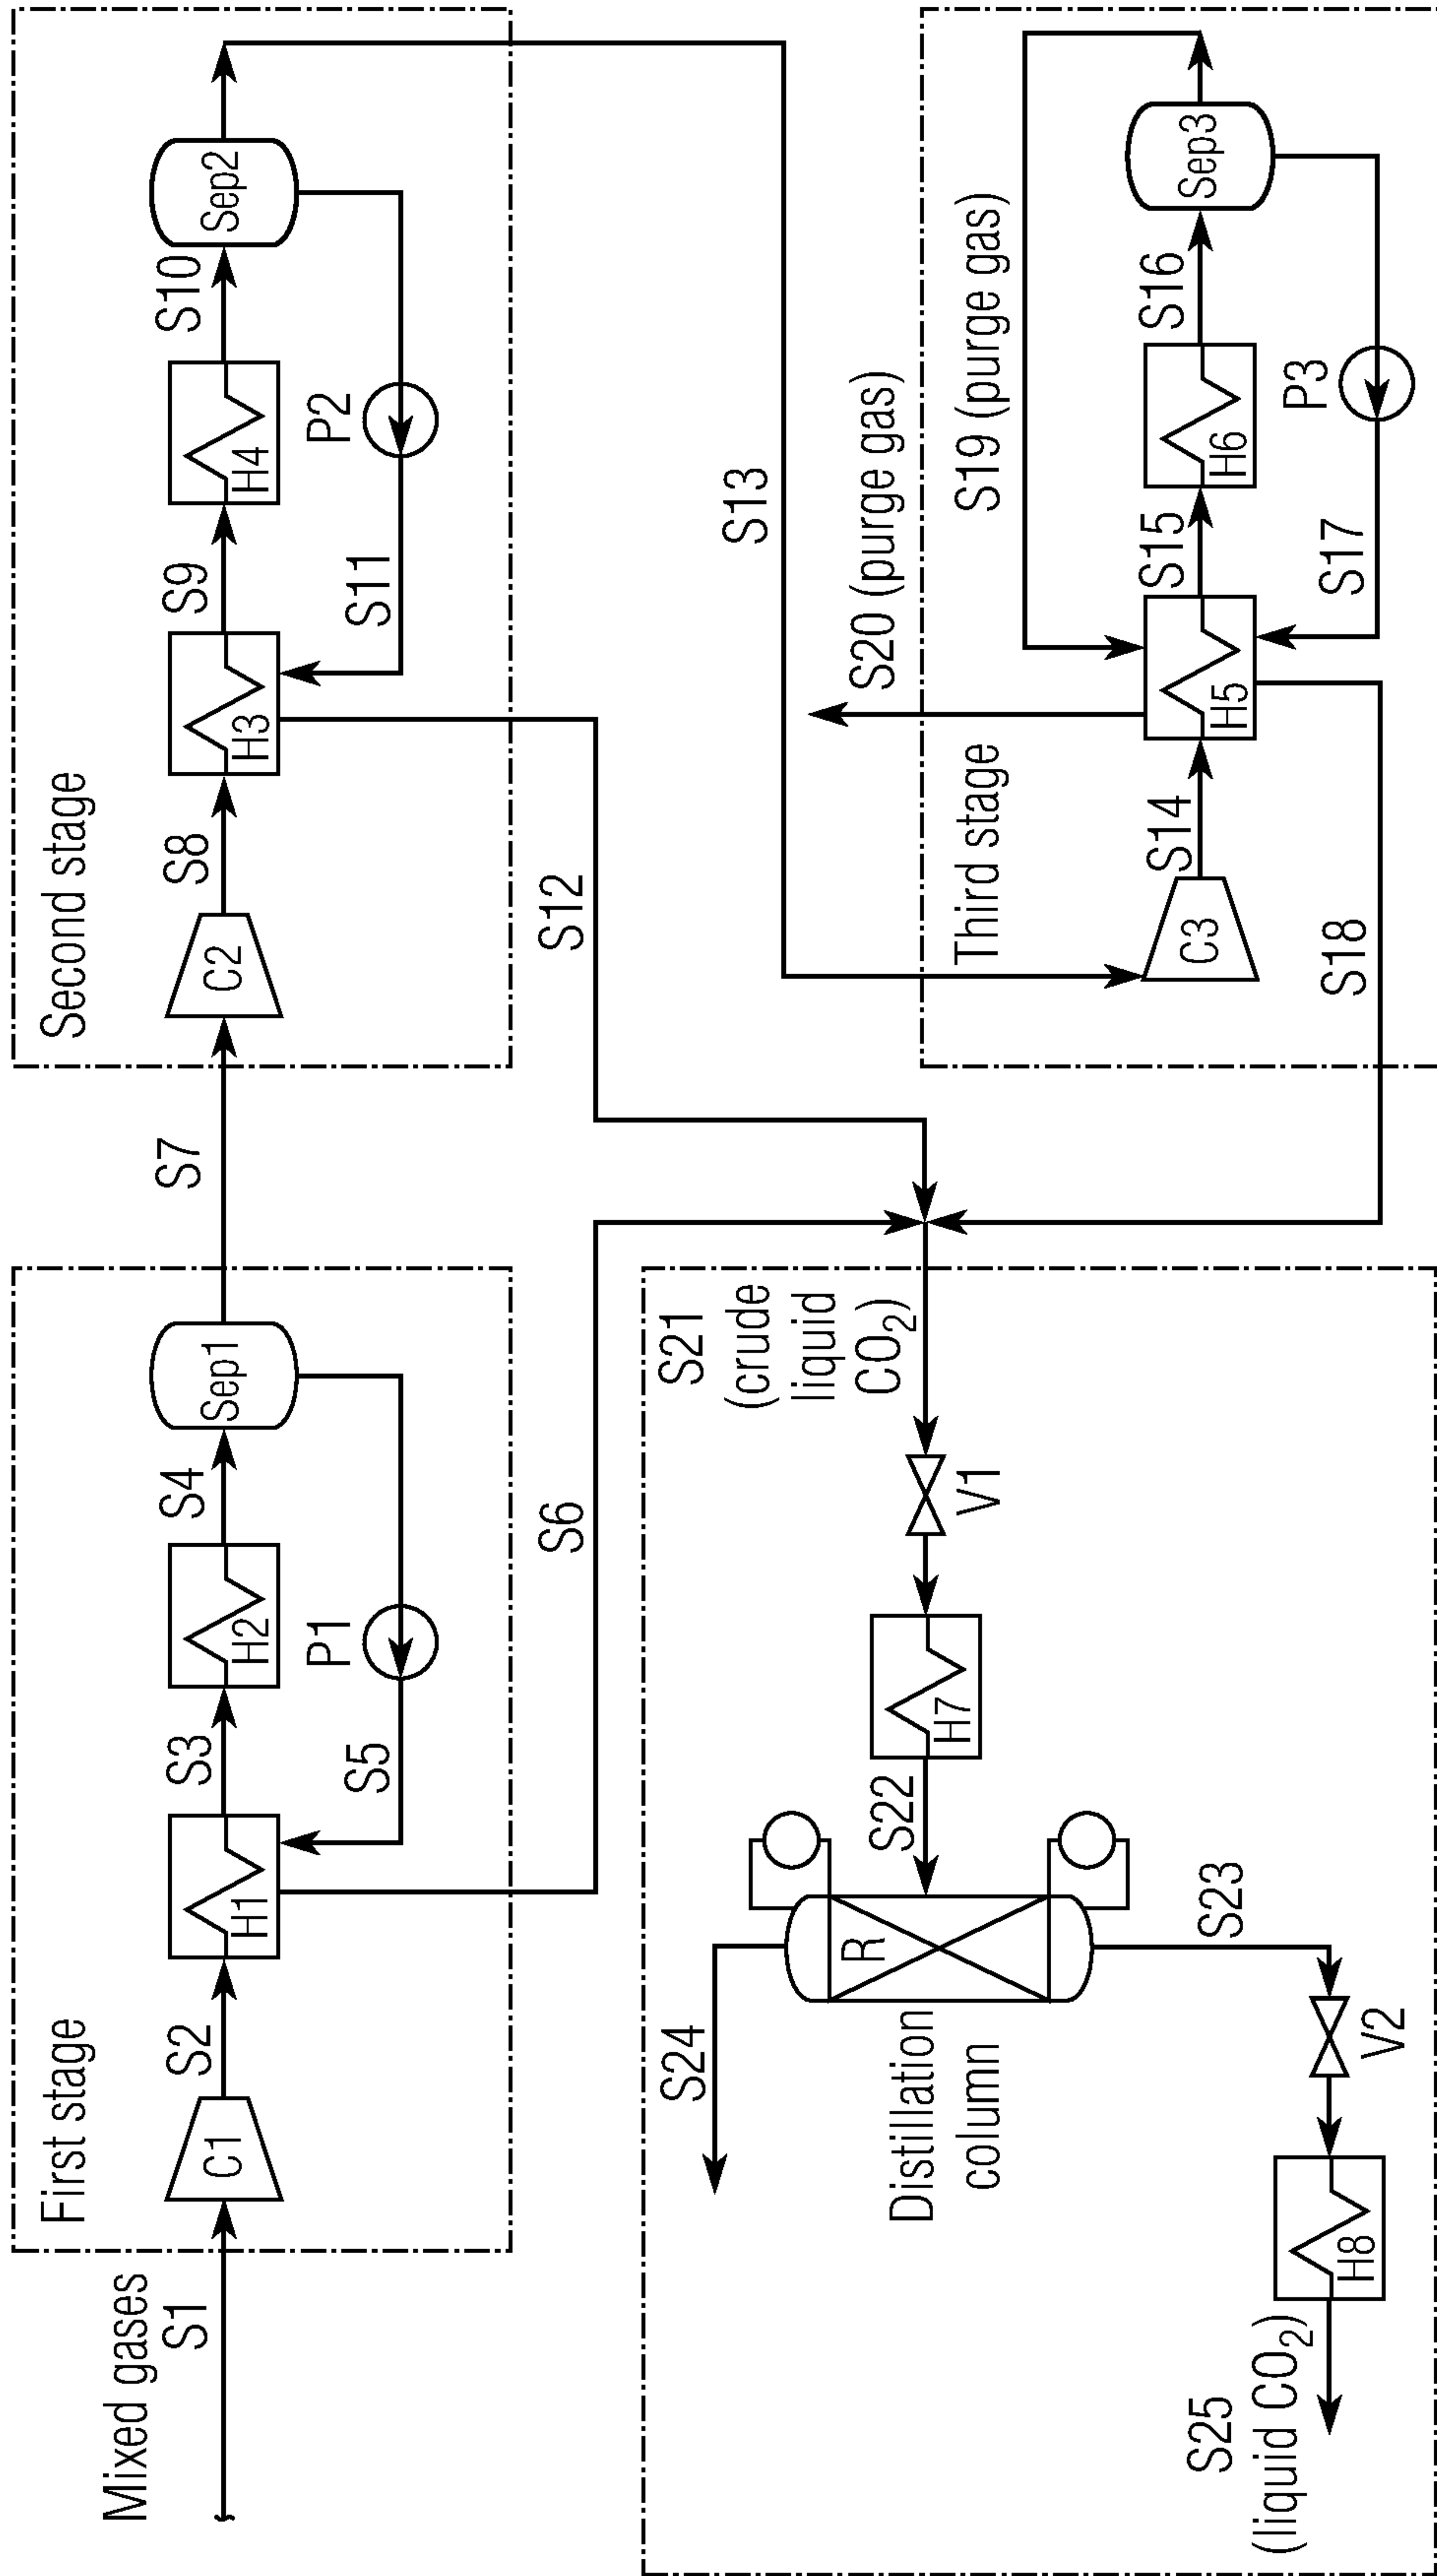 First stage
Mixed gases
S1
C1
S2
H1
S3
H2
S4
Sep1
S5
P1
S6
S7
Second stage
C2
S8
H3
S9
H4
S10
Sep2
S11
P2
S12
S13
Third stage
C3
S14
H5
S15
H6
S16
Sep3
S17
P3
S18
S19 (purge gas)
S20 (purge gas)
S21
(crude
liquid
CO₂)
V1
H7
S22
R
Distillation
column
S24
S23
V2
H8
S25
(liquid CO₂)